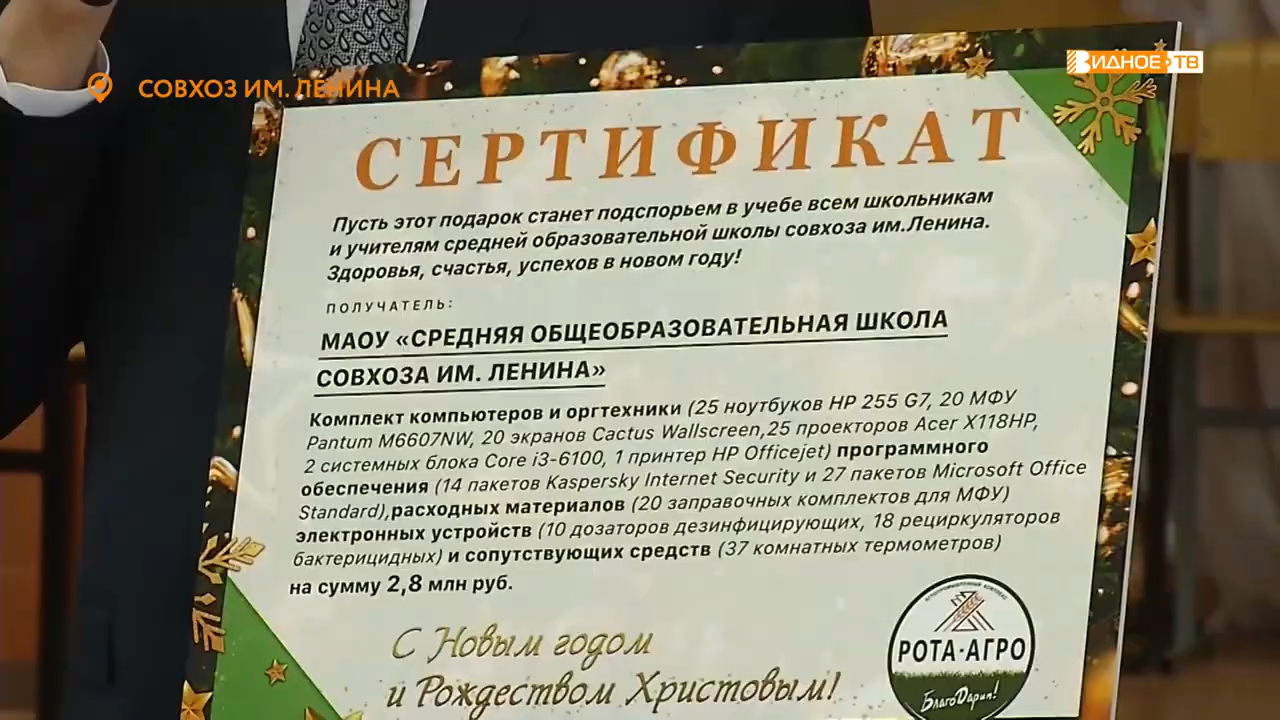 СОВХОЗ ИМ. ЛЕНИНА
ВИДНОЕ ТВ
СЕРТИФИКАТ
Пусть этот подарок станет подспорьем в учебе всем школьникам
и учителям средней образовательной школы совхоза им.Ленина.
Здоровья, счастья, успехов в новом году!
ПОЛУЧАТЕЛЬ:
МАОУ «СРЕДНЯЯ ОБЩЕОБРАЗОВАТЕЛЬНАЯ ШКОЛА
СОВХОЗА ИМ. ЛЕНИНА»
Комплект компьютеров и оргтехники (25 ноутбуков HP 255 G7, 20 МФУ
Pantum M6607NW, 20 экранов Cactus Wallscreen,25 проекторов Acer X118HP,
2 системных блока Core i3-6100, 1 принтер HP Officejet) программного
обеспечения (14 пакетов Kaspersky Internet Security и 27 пакетов Microsoft Office
Standard),расходных материалов (20 заправочных комплектов для МФУ)
электронных устройств (10 дозаторов дезинфицирующих, 18 рециркуляторов
бактерицидных) и сопутствующих средств (37 комнатных термометров)
на сумму 2,8 млн руб.
С Новым годом
и Рождеством Христовым!
АГРОПРОМЫШЛЕННЫЙ КОМПЛЕКС
РОТА-АГРО
БлагоДарим!